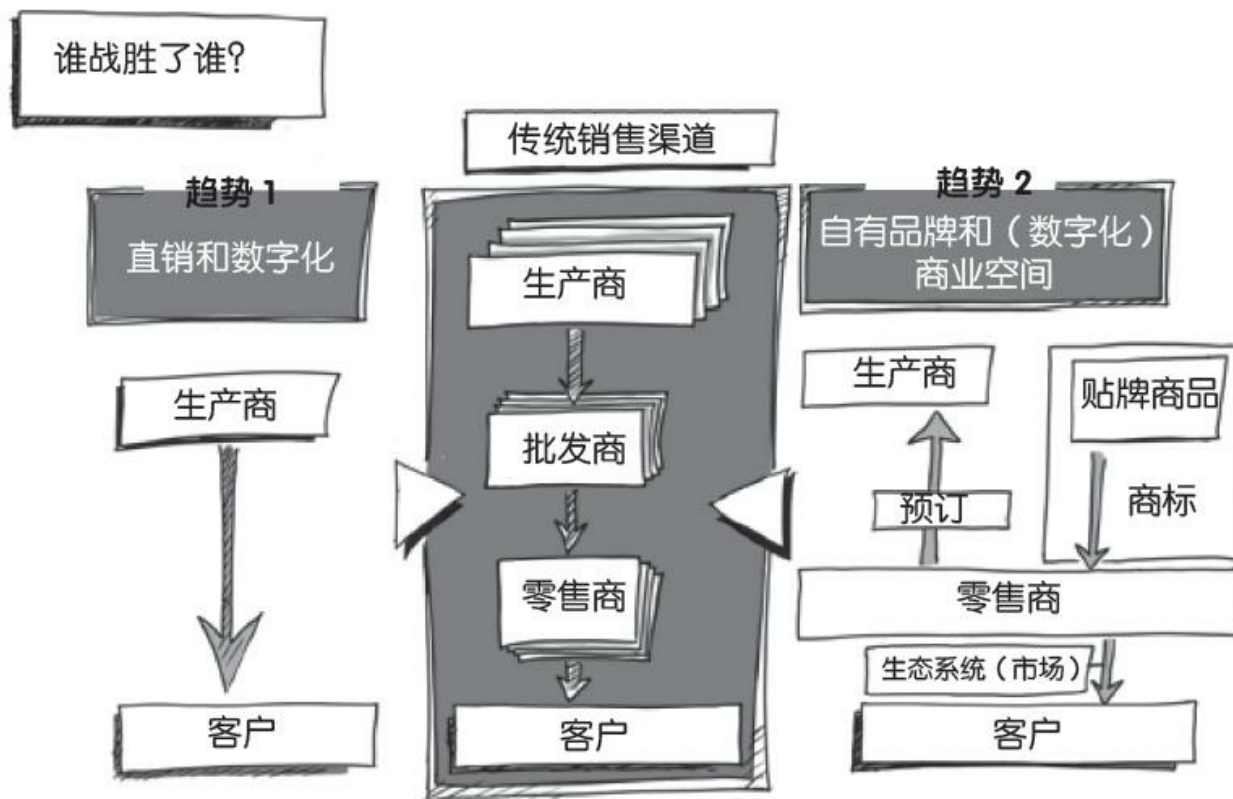 谁战胜了谁?
传统销售渠道
趋势 1
直销和数字化
生产商
客户
生产商
批发商
零售商
客户
趋势 2
自有品牌和（数字化）
商业空间
生产商
贴牌商品
预订
商标
零售商
生态系统（市场）
客户